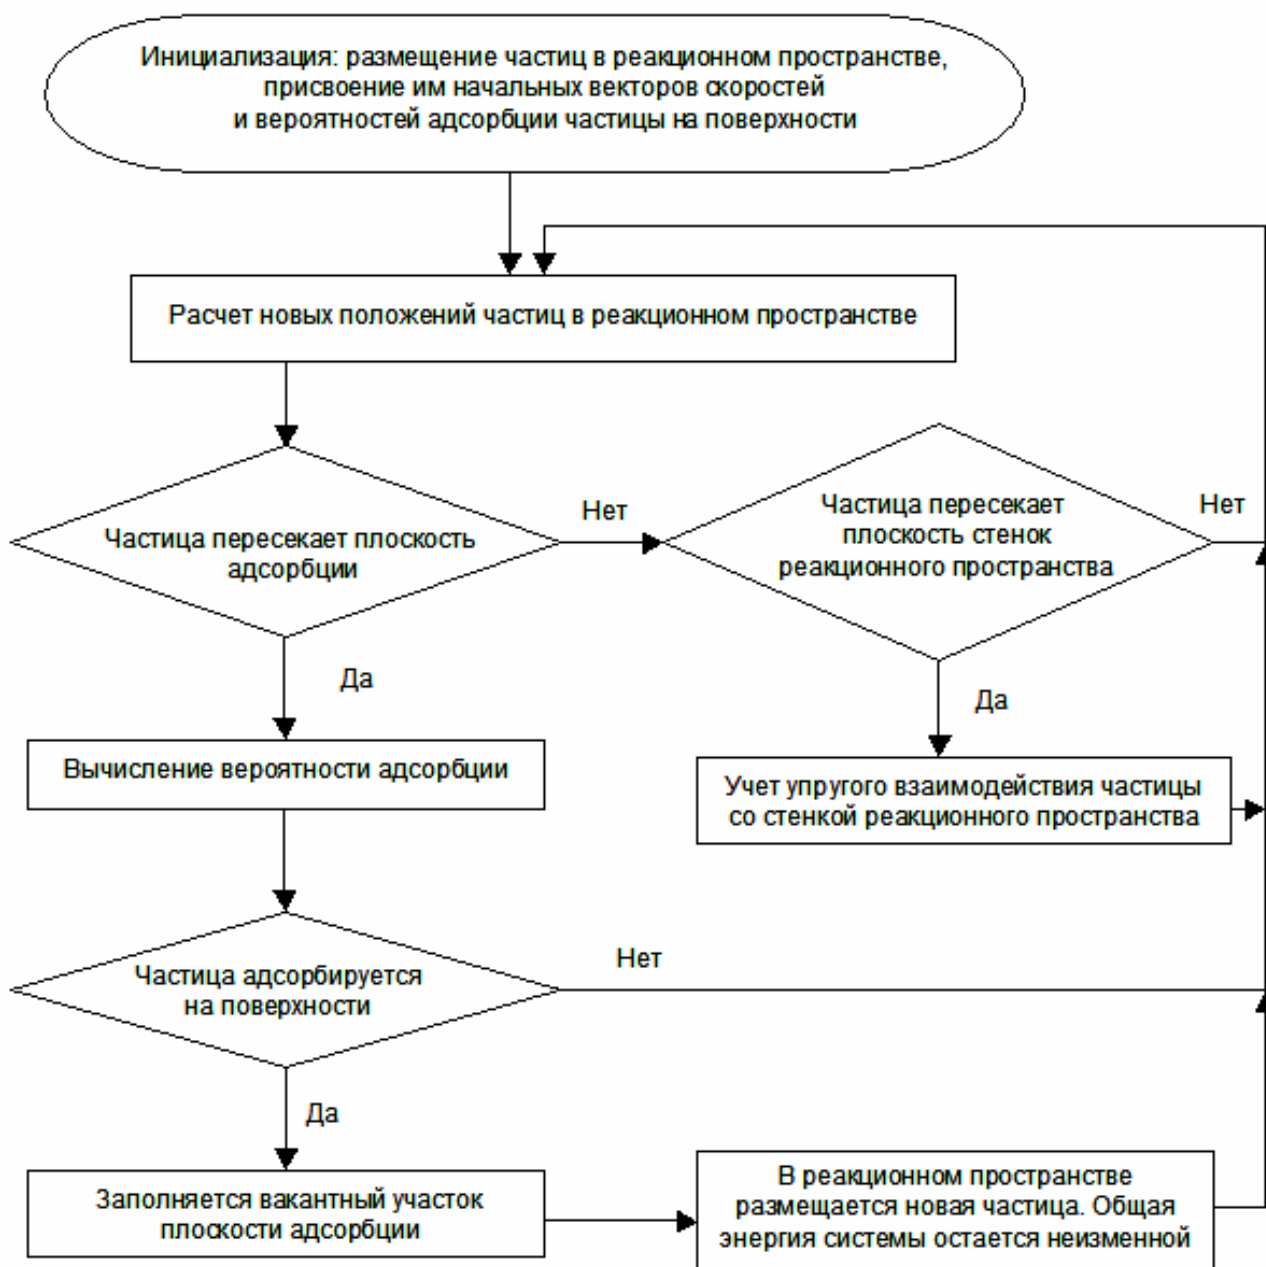 Инициализация: размещение частиц в реакционном пространстве,
присвоение им начальных векторов скоростей
и вероятностей адсорбции частицы на поверхности
Расчет новых положений частиц в реакционном пространстве
Частица пересекает плоскость
адсорбции
Нет
Частица пересекает
плоскость стенок
реакционного пространства
Нет
Да
Да
Вычисление вероятности адсорбции
Учет упругого взаимодействия частицы
со стенкой реакционного пространства
Частица адсорбируется
на поверхности
Нет
Да
Заполняется вакантный участок
плоскости адсорбции
В реакционном пространстве
размещается новая частица. Общая
энергия системы остается неизменной